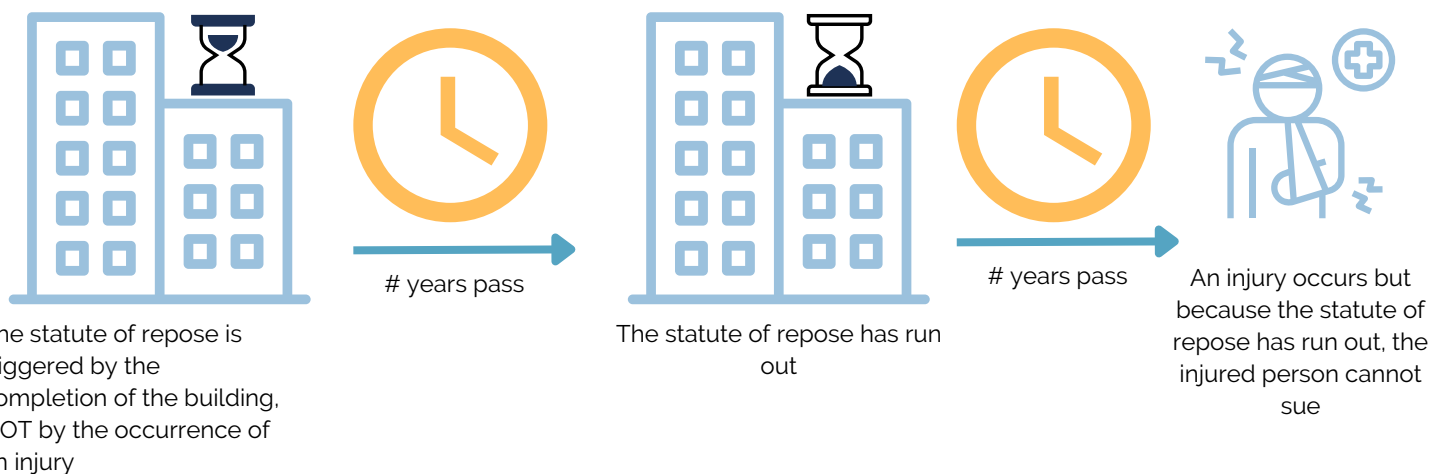 he statute of repose is
iggered by the
ompletion of the building,
OT by the occurrence of
n injury
# years pass
The statute of repose has run
out
# years pass
An injury occurs but
because the statute of
repose has run out, the
injured person cannot
sue